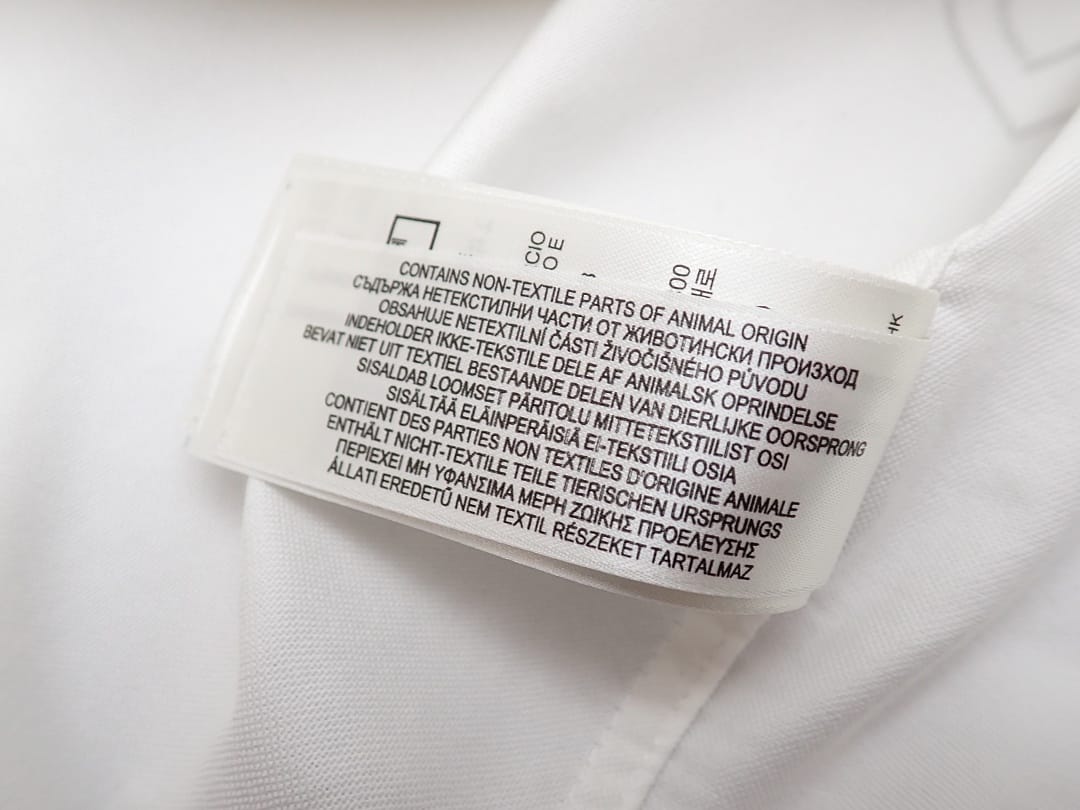 CIO
OE
00
CONTAINS NON-TEXTILE PARTS OF ANIMAL ORIGIN
СЪДЪРЖА НЕТЕКСТИЛНИ ЧАСТИ ОТ ЖИВОТИНСКИ ПРОИЗХОД
OBSAHUJE NETEXTILNÍ ČÁSTI ŽIVOČIŠNÉHO PŮVODU
INDEHOLDER IKKE-TEKSTILE DELE AF ANIMALSK OPRINDELSE
BEVAT NIET UIT TEXTIEL BESTAANDE DELEN VAN DIERLIJKE OORSPRONG
SISALDAB LOOMSET PÄRITOLU MITTETEKSTIILIST OSI
SISÄLTÄÄ ELÄINPERÄISIÄ EI-TEKSTIILI OSIA
CONTIENT DES PARTIES NON TEXTILES D'ORIGINE ANIMALE
ENTHÄLT NICHT-TEXTILE TEILE TIERISCHEN URSPRUNGS
ΠΕΡΙΕΧΕΙ ΜΗ ΥΦΑΝΣΙΜΑ ΜΕΡΗ ΖΩΙΚΗΣ ΠΡΟΕΛΕΥΣΗΣ
ÁLLATI EREDETŰ NEM TEXTIL RÉSZEKET TARTALMAZ